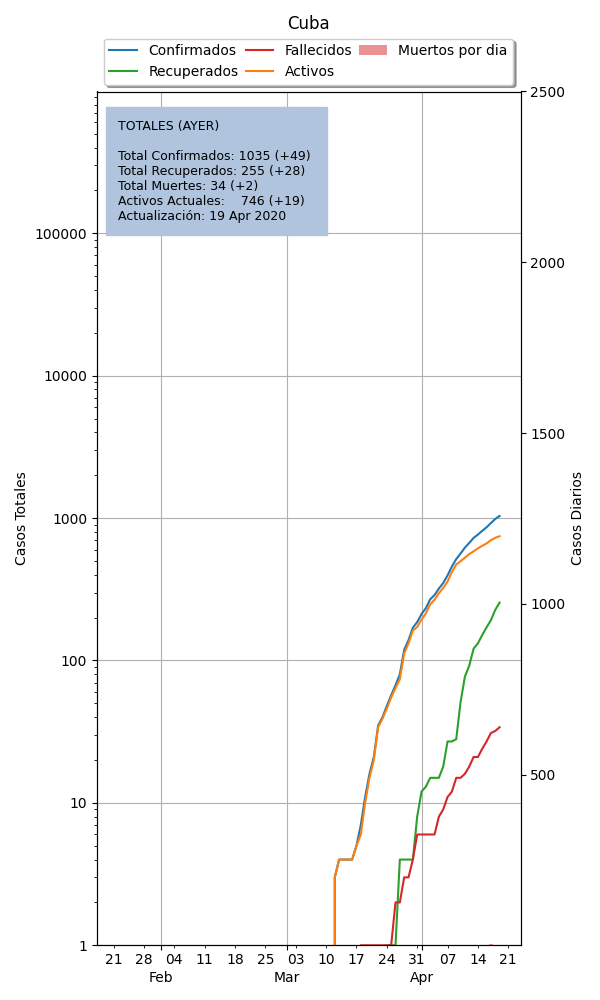 Cuba
Confirmados
Recuperados
Fallecidos
Activos
Muertos por dia
TOTALES (AYER)
Total Confirmados: 1035 (+49)
Total Recuperados: 255 (+28)
Total Muertes: 34 (+2)
Activos Actuales: 746 (+19)
Actualización: 19 Apr 2020
Casos Totales
100000
10000
1000
100
10
1
2500
2000
1500
1000
500
Casos Diarios
21 28 04 11 18 25 03 10 17 24 31 07 14 21
Feb Mar Apr